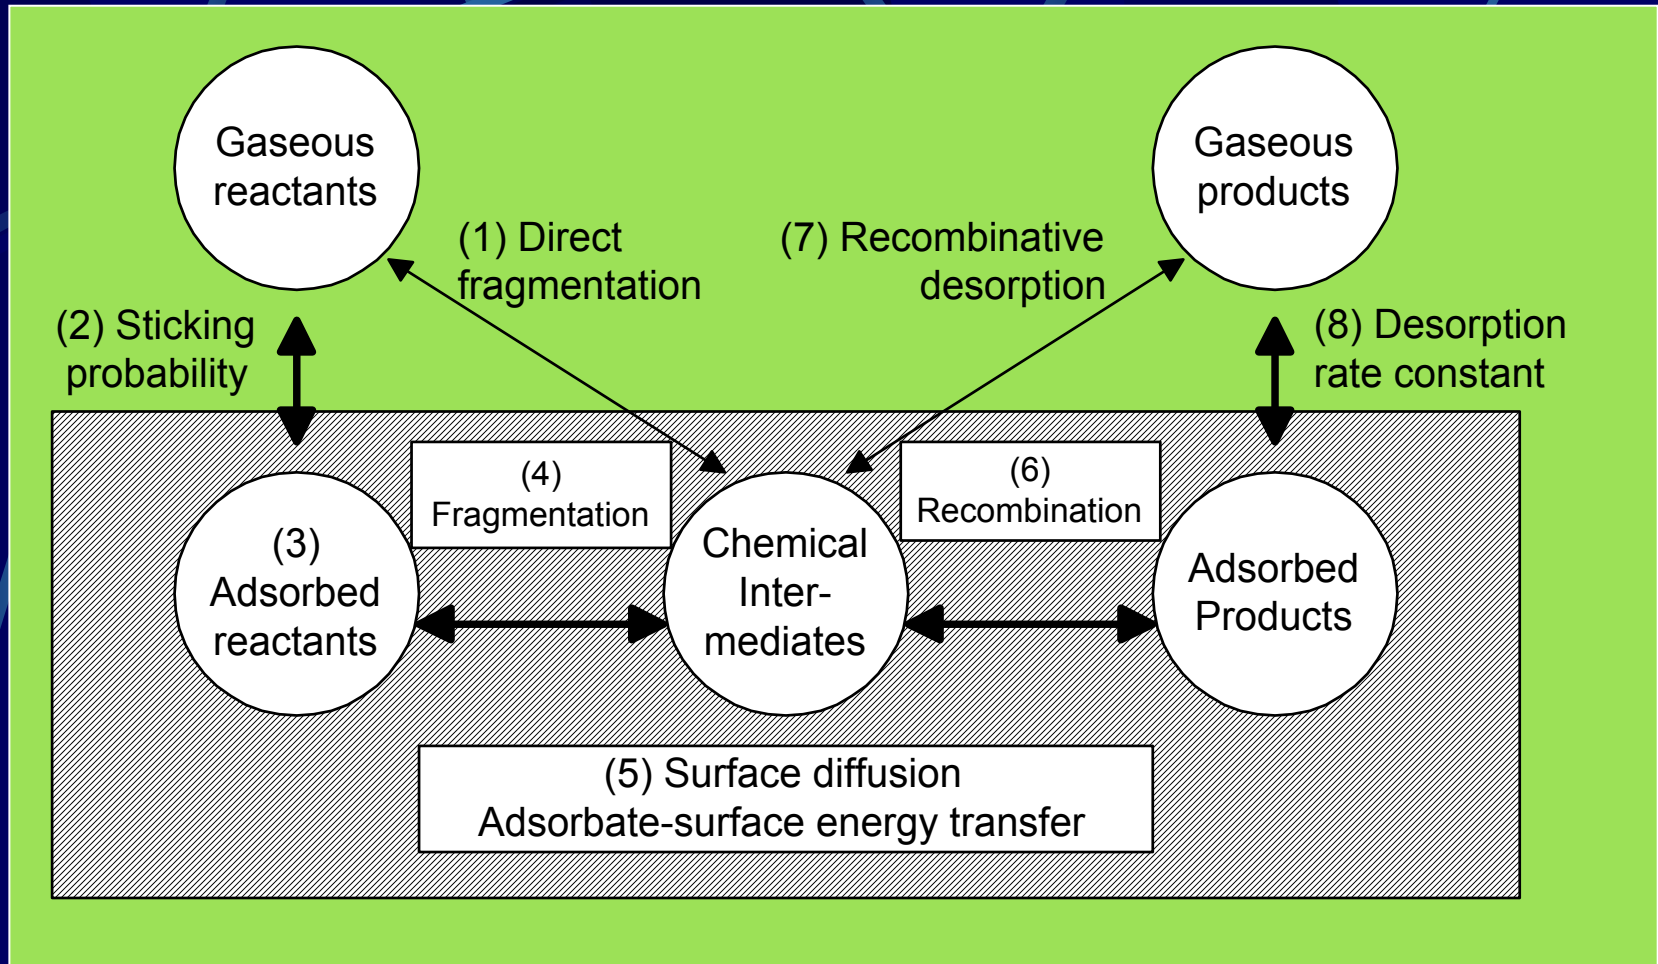 Gaseous
reactants
Gaseous
products
(1) Direct
fragmentation
(7) Recombinative
desorption
(2) Sticking
probability
(8) Desorption
rate constant
(4)
Fragmentation
(6)
Recombination
(3)
Adsorbed
reactants
Chemical
Inter-
mediates
Adsorbed
Products
(5) Surface diffusion
Adsorbate-surface energy transfer